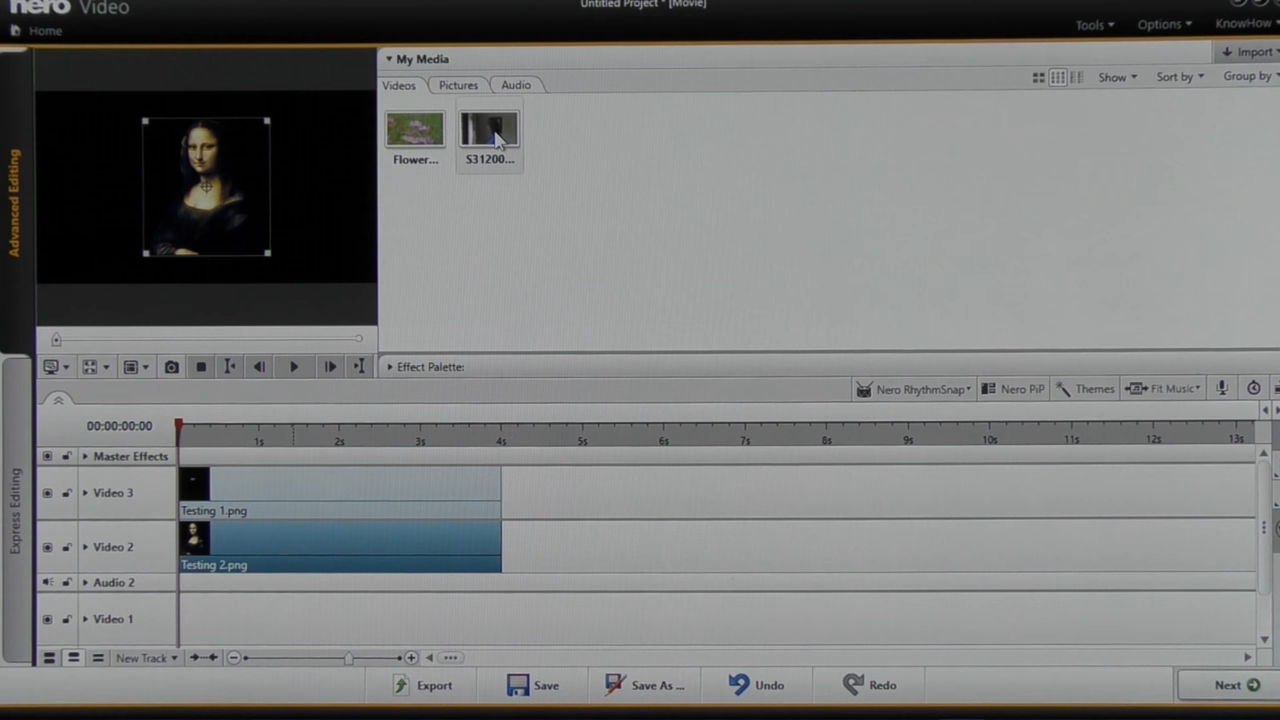 nero Video
Untitled Project * [Movie]
Home
Tools
Options
KnowHow
My Media
Import
Videos
Pictures
Audio
Show
Sort by
Group by
Flower...
S31200...
Advanced Editing
Express Editing
Effect Palette:
Nero RhythmSnap
Nero PiP
Themes
Fit Music
00:00:00:00
1s 2s 3s 4s 5s 6s 7s 8s 9s 10s 11s 12s 13s
Master Effects
Video 3
Testing 1.png
Video 2
Testing 2.png
Audio 2
Video 1
New Track
Export
Save
Save As ...
Undo
Redo
Next